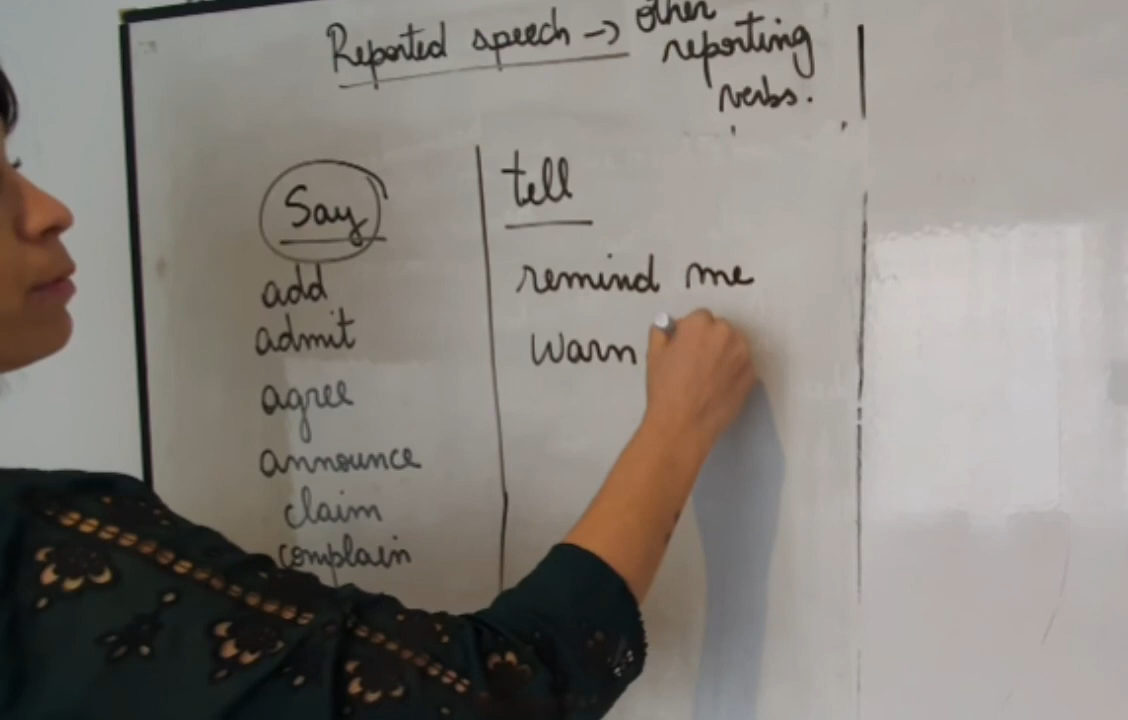 Reported speech → other
reporting
verbs.
Say
add
admit
agree
announce
claim
complain
tell
remind me
warn